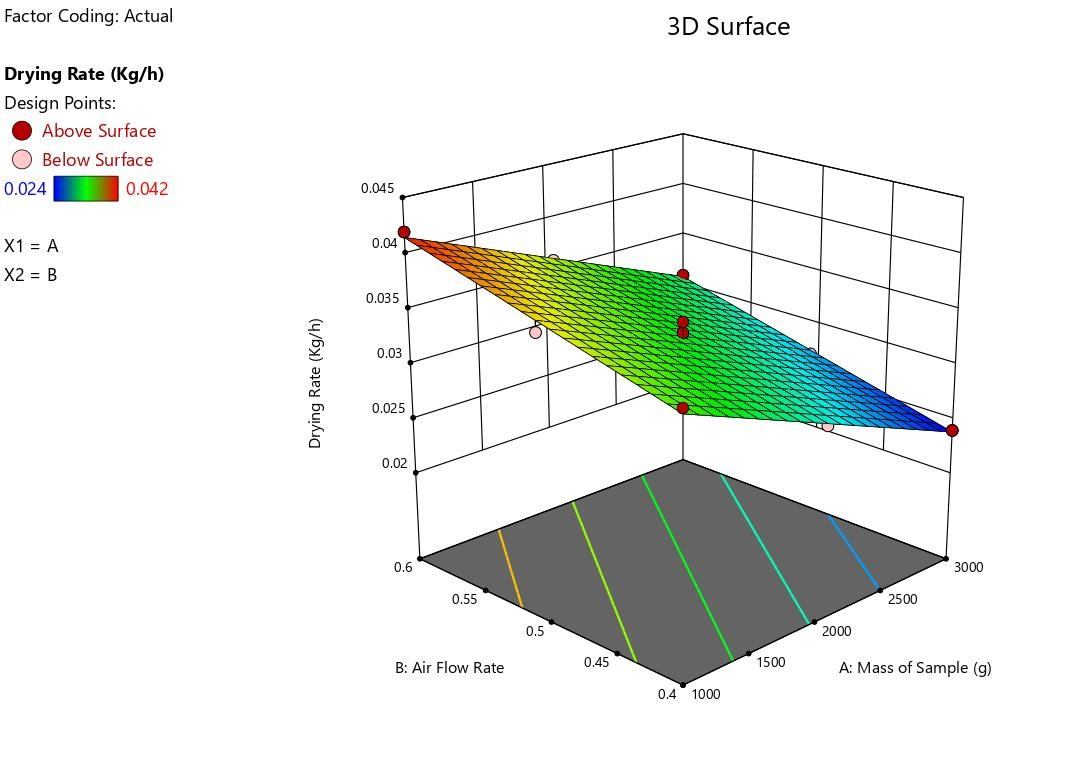 Factor Coding: Actual
3D Surface
Drying Rate (Kg/h)
Design Points:
Above Surface
Below Surface
0.024 0.042
X1 = A
X2 = B
0.045
0.04
0.035
0.03
0.025
0.02
Drying Rate (Kg/h)
0.6
0.55
0.5
0.45
0.4
B: Air Flow Rate
3000
2500
2000
1500
1000
A: Mass of Sample (g)